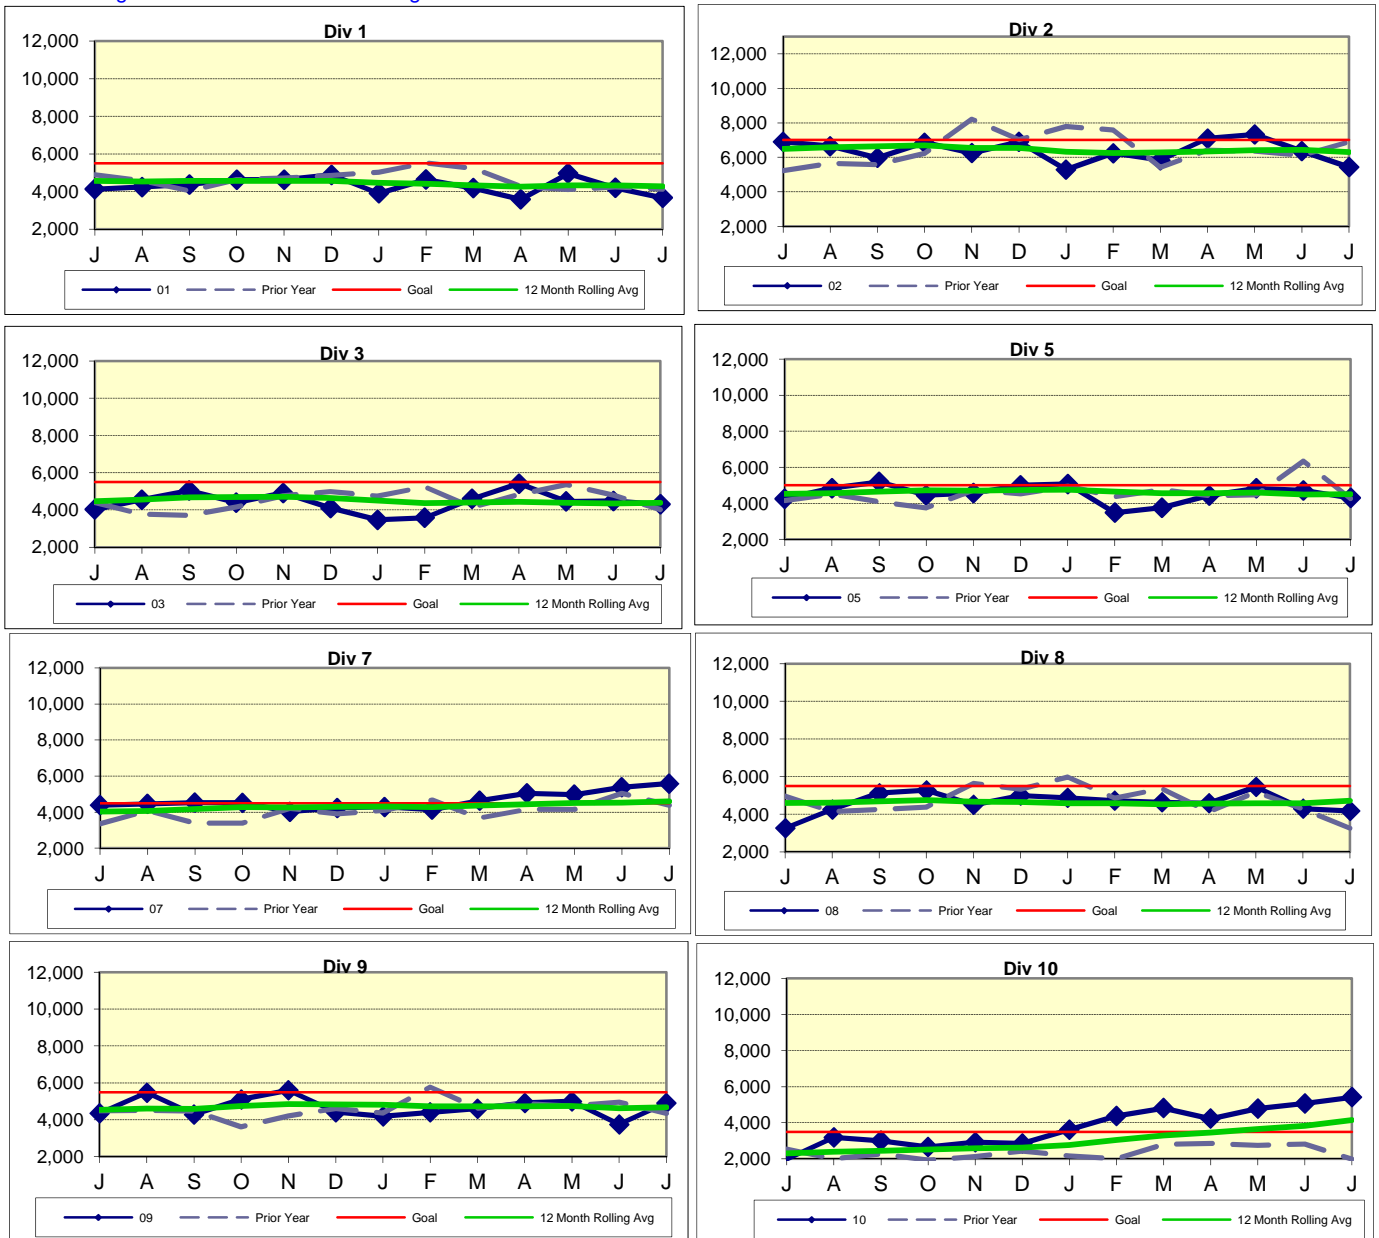 Div 1
12,000
10,000
8,000
6,000
4,000
2,000
J A S O N D J F M A M J J
01 Prior Year Goal 12 Month Rolling Avg
Div 2
12,000
10,000
8,000
6,000
4,000
2,000
J A S O N D J F M A M J J
02 Prior Year Goal 12 Month Rolling Avg
Div 3
12,000
10,000
8,000
6,000
4,000
2,000
J A S O N D J F M A M J J
03 Prior Year Goal 12 Month Rolling Avg
Div 5
12,000
10,000
8,000
6,000
4,000
2,000
J A S O N D J F M A M J J
05 Prior Year Goal 12 Month Rolling Avg
Div 7
12,000
10,000
8,000
6,000
4,000
2,000
J A S O N D J F M A M J J
07 Prior Year Goal 12 Month Rolling Avg
Div 8
12,000
10,000
8,000
6,000
4,000
2,000
J A S O N D J F M A M J J
08 Prior Year Goal 12 Month Rolling Avg
Div 9
12,000
10,000
8,000
6,000
4,000
2,000
J A S O N D J F M A M J J
09 Prior Year Goal 12 Month Rolling Avg
Div 10
12,000
10,000
8,000
6,000
4,000
2,000
J A S O N D J F M A M J J
10 Prior Year Goal 12 Month Rolling Avg